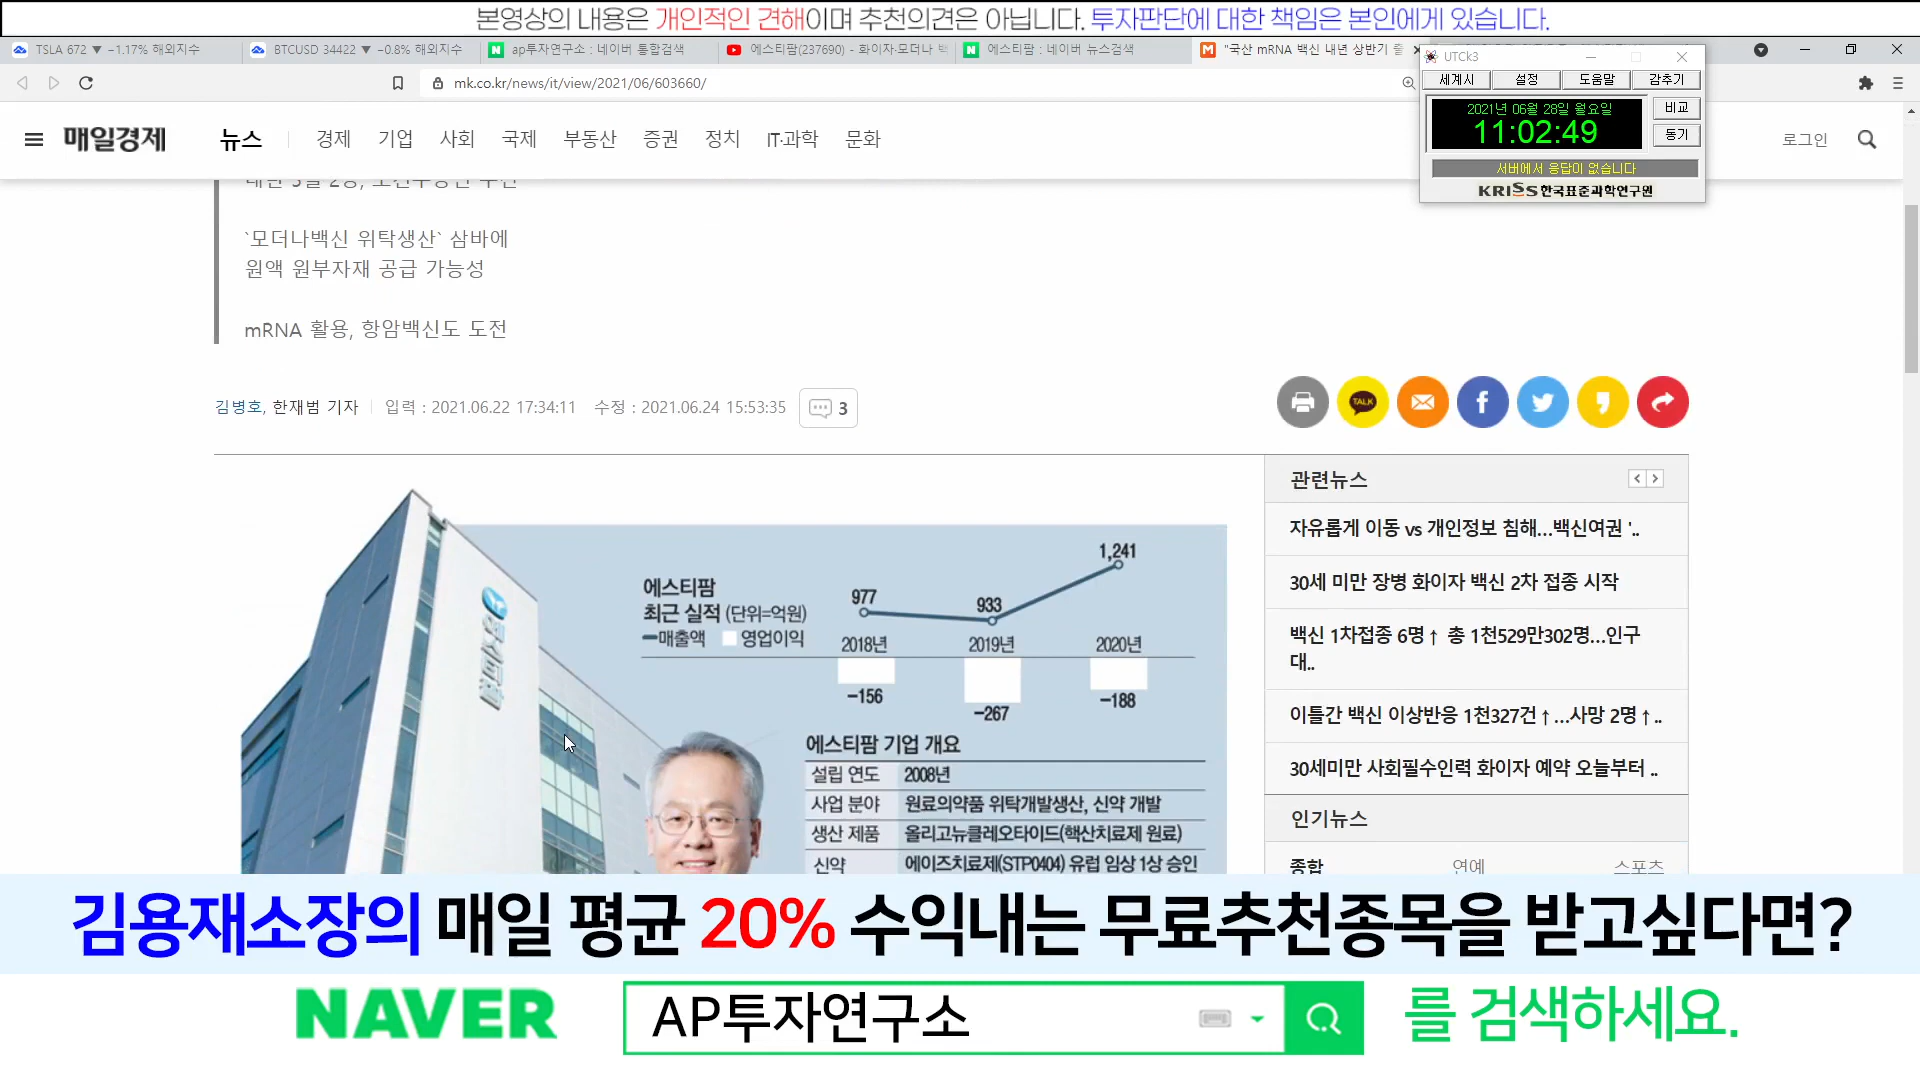 본영상의 내용은 개인적인 견해이며 추천의견은 아닙니다. 투자판단에 대한 책임은 본인에게 있습니다.
TSLA 672 ▼ -1.17% 해외지수
BTCUSD 34422 ▼ -0.8% 해외지수
ap투자연구소 : 네이버 통합검색
에스티팜(237690) - 화이자·모더나 백
에스티팜 : 네이버 뉴스검색
"국산 mRNA 백신 내년 상반기 출
mk.co.kr/news/it/view/2021/06/603660/
UTCk3
세계시 설정 도움말 감추기
2021년 06월 28일 월요일
11:02:49
비교
동기
서버에서 응답이 없습니다
KRISS한국표준과학연구원
매일경제
뉴스 경제 기업 사회 국제 부동산 증권 정치 IT·과학 문화
로그인
`모더나백신 위탁생산` 삼바에
원액 원부자재 공급 가능성
mRNA 활용, 항암백신도 도전
김병호, 한재범 기자 입력 : 2021.06.22 17:34:11 수정 : 2021.06.24 15:53:35 3
TALK
에스티팜
에스티팜
최근 실적 (단위=억원)
매출액 영업이익
977 933 1,241
2018년 2019년 2020년
-156 -267 -188
에스티팜 기업 개요
설립 연도 2008년
사업 분야 원료의약품 위탁개발생산, 신약 개발
생산 제품 올리고뉴클레오타이드(핵산치료제 원료)
신약 에이즈치료제(STP0404) 유럽 임상 1상 승인
관련뉴스
자유롭게 이동 vs 개인정보 침해…백신여권 '..
30세 미만 장병 화이자 백신 2차 접종 시작
백신 1차접종 6명↑ 총 1천529만302명…인구
대..
이틀간 백신 이상반응 1천327건↑…사망 2명↑..
30세미만 사회필수인력 화이자 예약 오늘부터 ..
인기뉴스
종합 연예 스포츠
김용재소장의 매일 평균 20% 수익내는 무료추천종목을 받고싶다면?
NAVER AP투자연구소 를 검색하세요.